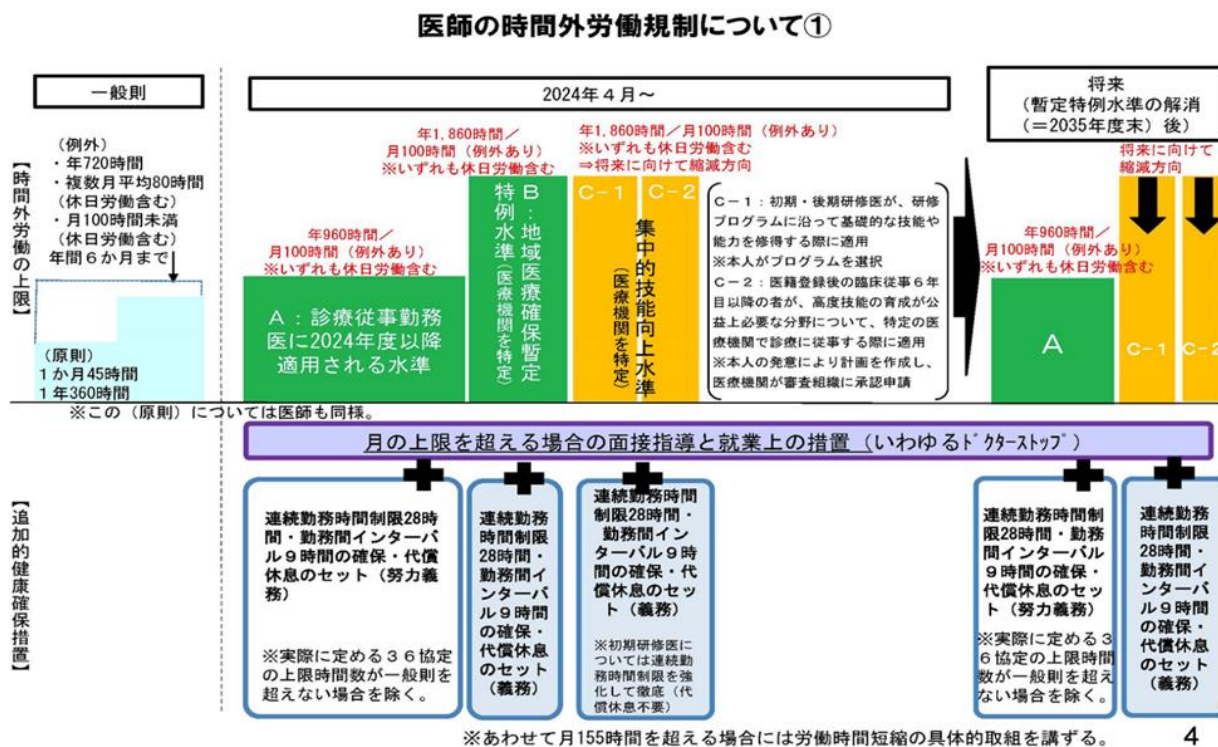 医師の時間外労働規制について①
一般則
2024年４月～
将来
（暫定特例水準の解消
（＝2035年度末）後）
【時間外労働の上限】
（例外）
・年720時間
・複数月平均80時間
（休日労働含む）
・月100時間未満
（休日労働含む）
年間６か月まで
（原則）
１か月45時間
１年360時間
※この（原則）については医師も同様。
年960時間／
月100時間（例外あり）
※いずれも休日労働含む
A：診療従事勤務
医に2024年度以降
適用される水準
年1,860時間／
月100時間（例外あり）
※いずれも休日労働含む
B：地域医療確保暫定
特例水準（医療機関を特定）
年1,860時間／月100時間（例外あり）
※いずれも休日労働含む
⇒将来に向けて縮減方向
C－1
C－2
集中的技能向上水準
（医療機関を特定）
C－1：初期・後期研修医が、研修
プログラムに沿って基礎的な技能や
能力を修得する際に適用
※本人がプログラムを選択
C－2：医籍登録後の臨床従事６年
目以降の者が、高度技能の育成が公
益上必要な分野について、特定の医
療機関で診療に従事する際に適用
※本人の発意により計画を作成し、
医療機関が審査組織に承認申請
年960時間／
月100時間（例外あり）
※いずれも休日労働含む
A
将来に向けて
縮減方向
C－1
C－2
月の上限を超える場合の面接指導と就業上の措置（いわゆるﾄﾞｸﾀｰｽﾄｯﾌﾟ）
【追加的健康確保措置】
連続勤務時間制限28時
間・勤務間インターバ
ル９時間の確保・代償
休息のセット（努力義
務）
※実際に定める３６協定
の上限時間数が一般則を
超えない場合を除く。
連続勤務
時間制限
28時間・
勤務間イ
ンターバ
ル９時間
の確保・
代償休息
のセット
（義務）
連続勤務時間
制限28時間・
勤務間イン
ターバル９時
間の確保・代
償休息のセッ
ト（義務）
※初期研修医に
ついては連続勤
務時間制限を強
化して徹底（代
償休息不要）
連続勤務時間制
限28時間・勤務
間インターバル
９時間の確保・
代償休息のセッ
ト（努力義務）
※実際に定める３
６協定の上限時間
数が一般則を超え
ない場合を除く。
連続勤務
時間制限
28時間・
勤務間イ
ンターバ
ル９時間
の確保・
代償休息
のセット
（義務）
※あわせて月155時間を超える場合には労働時間短縮の具体的取組を講ずる。
4